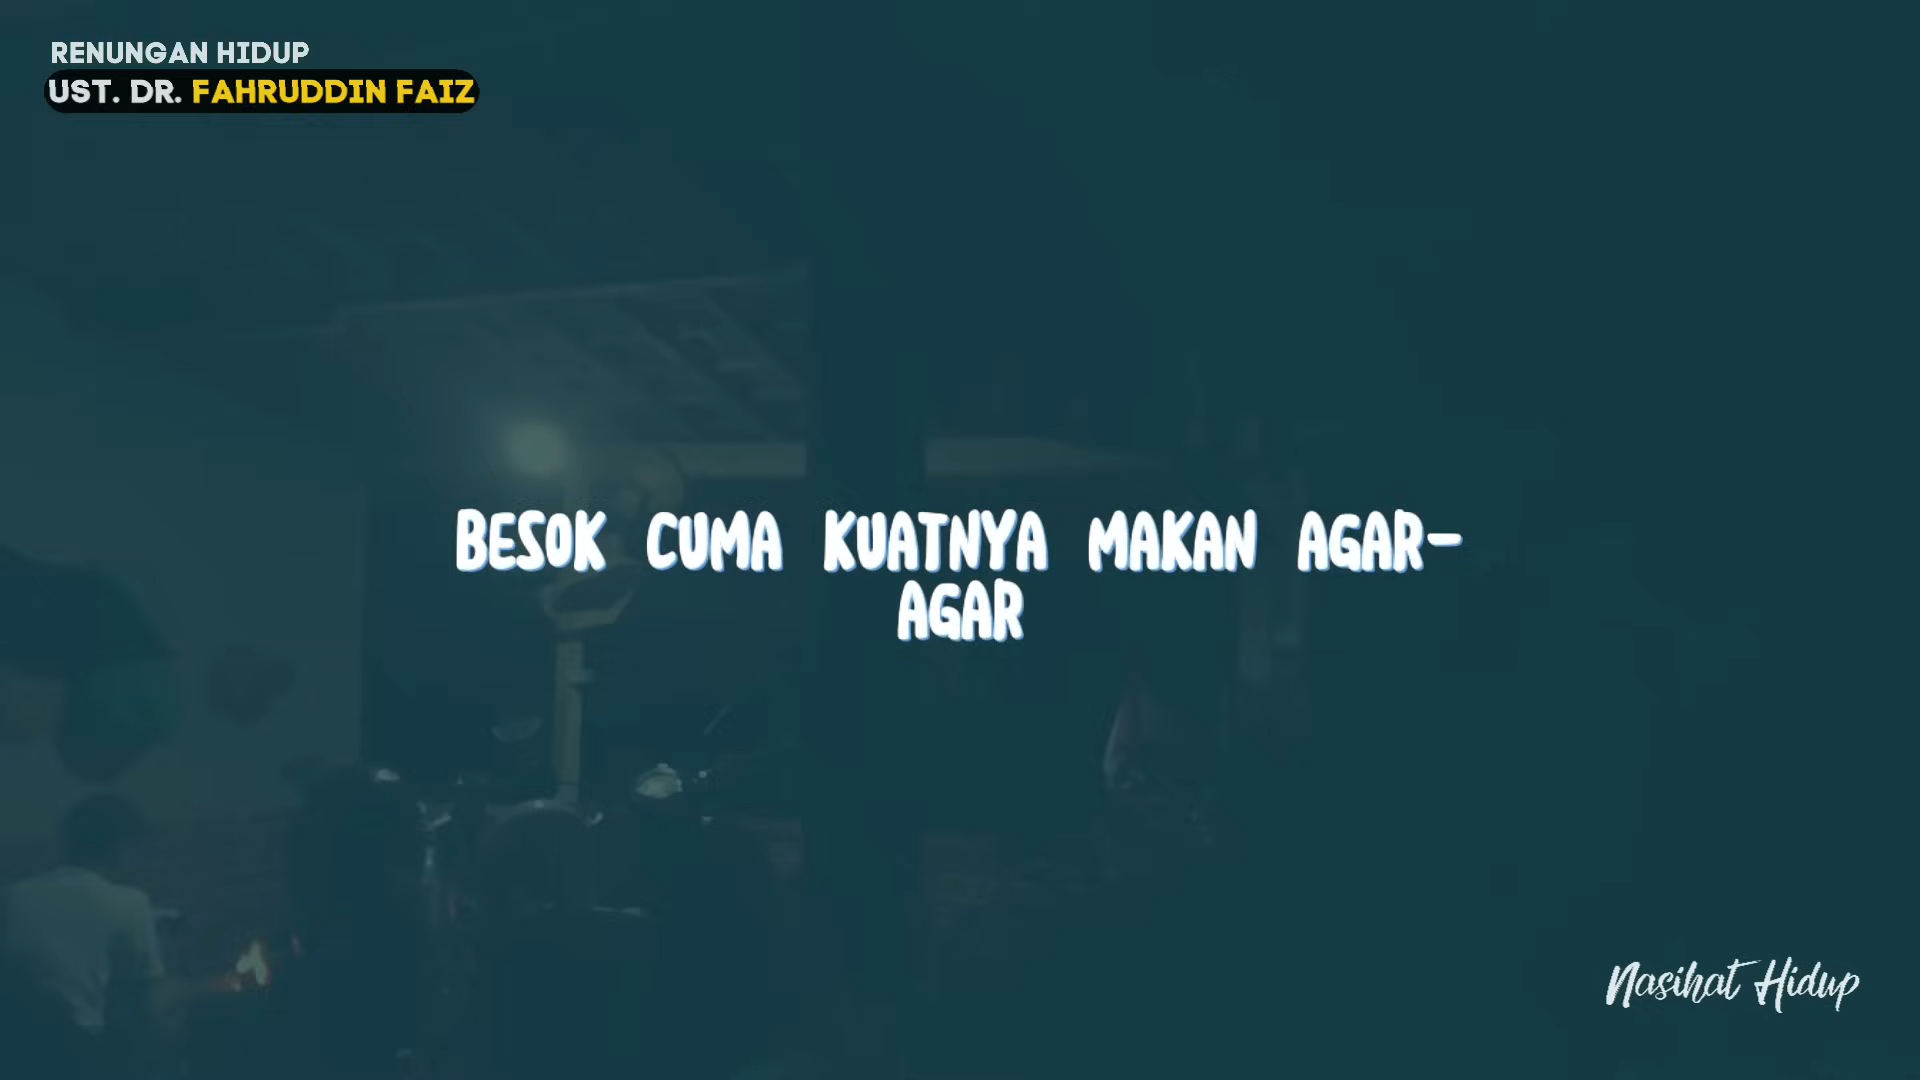 RENUNGAN HIDUP
UST. DR. FAHRUDDIN FAIZ
BESOK CUMA KUATNYA MAKAN AGAR-
AGAR
Nasihat Hidup